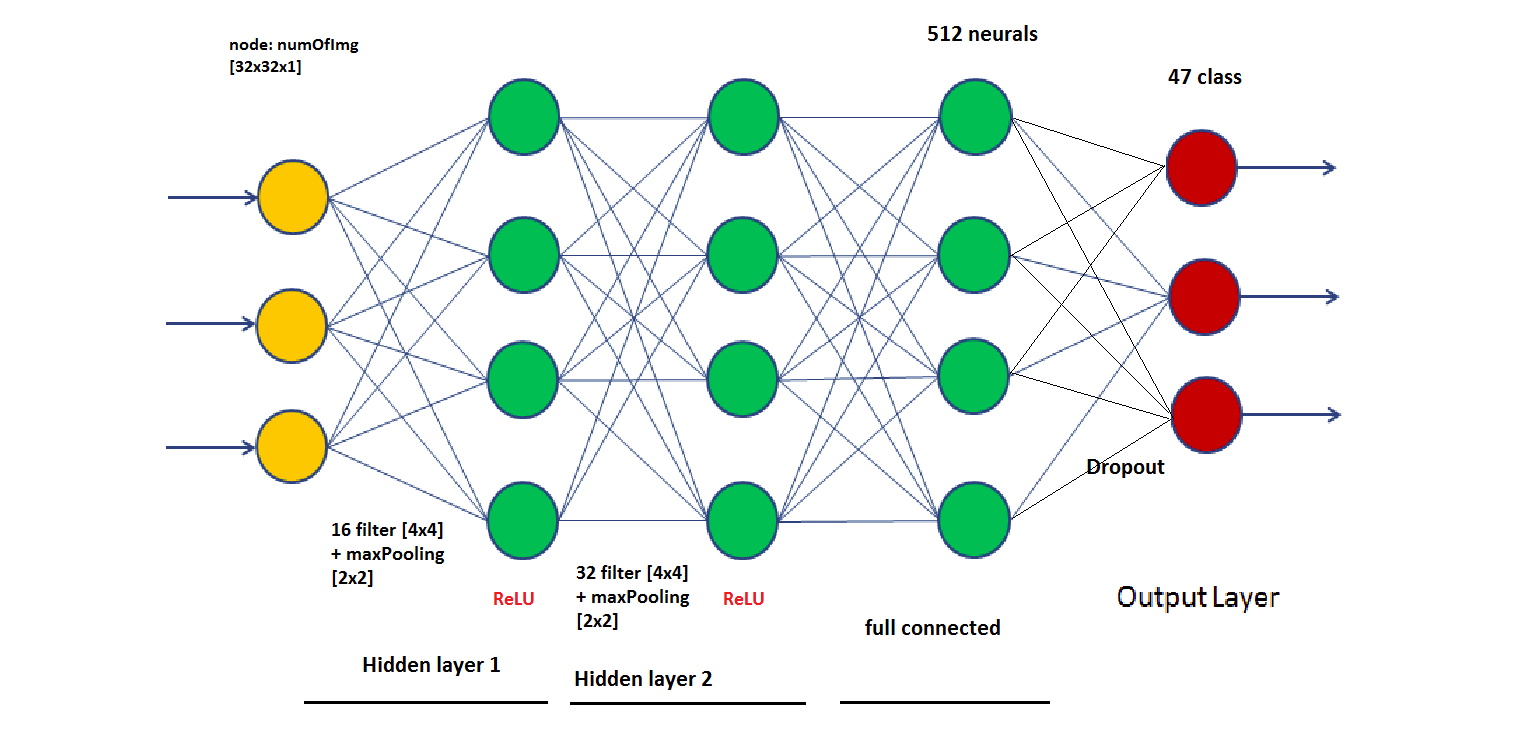 node: numOfImg
[32x32x1]
512 neurals
47 class
16 filter [4x4]
+ maxPooling
[2x2]
ReLU
32 filter [4x4]
+ maxPooling
[2x2]
ReLU
Dropout
full connected
Output Layer
Hidden layer 1
Hidden layer 2